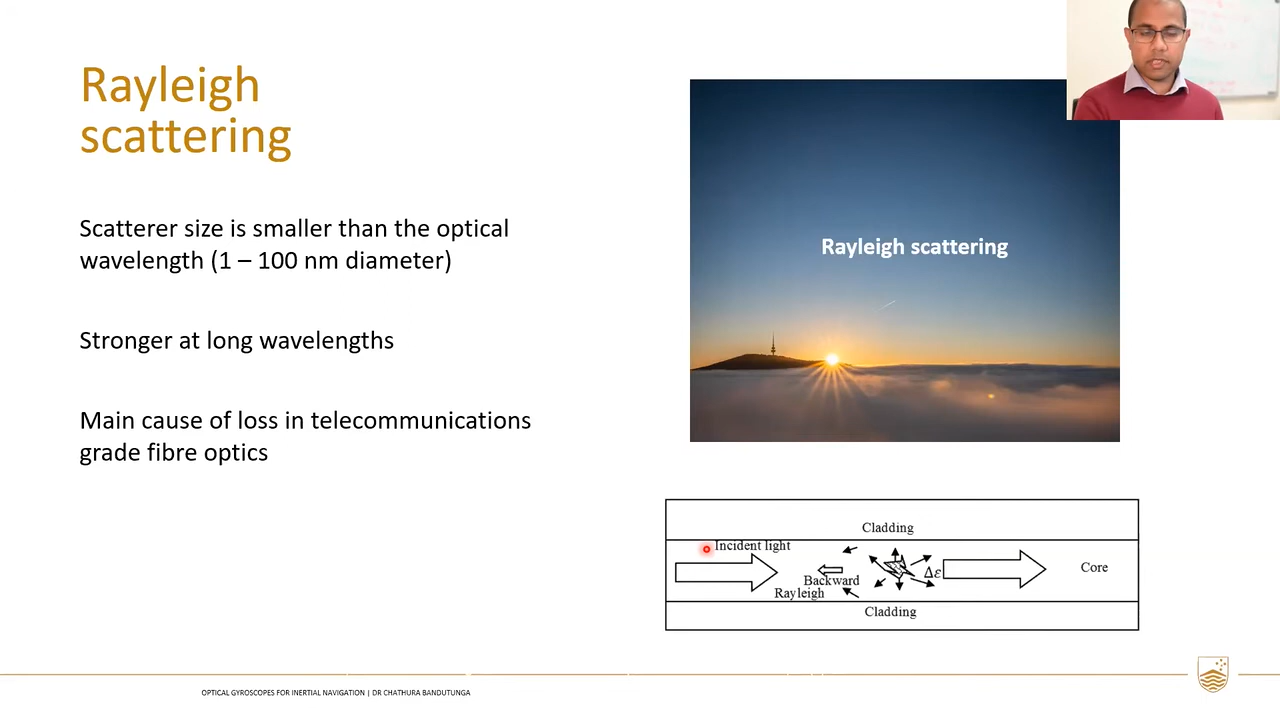 Rayleigh
scattering
Scatterer size is smaller than the optical
wavelength (1 – 100 nm diameter)
Stronger at long wavelengths
Main cause of loss in telecommunications
grade fibre optics
Rayleigh scattering
Cladding
Incident light
Backward
Rayleigh
Δε
Core
Cladding
OPTICAL GYROSCOPES FOR INERTIAL NAVIGATION | DR CHATHURA BANDUTUNGA